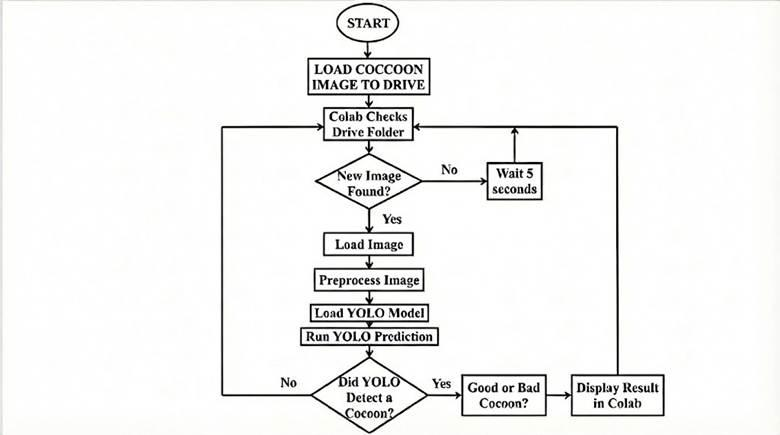 START
LOAD COCCOON
IMAGE TO DRIVE
Colab Checks
Drive Folder
New Image
Found?
No
Wait 5
seconds
Yes
Load Image
Preprocess Image
Load YOLO Model
Run YOLO Prediction
No
Did YOLO
Detect a
Cocoon?
Yes
Good or Bad
Cocoon?
Display Result
in Colab